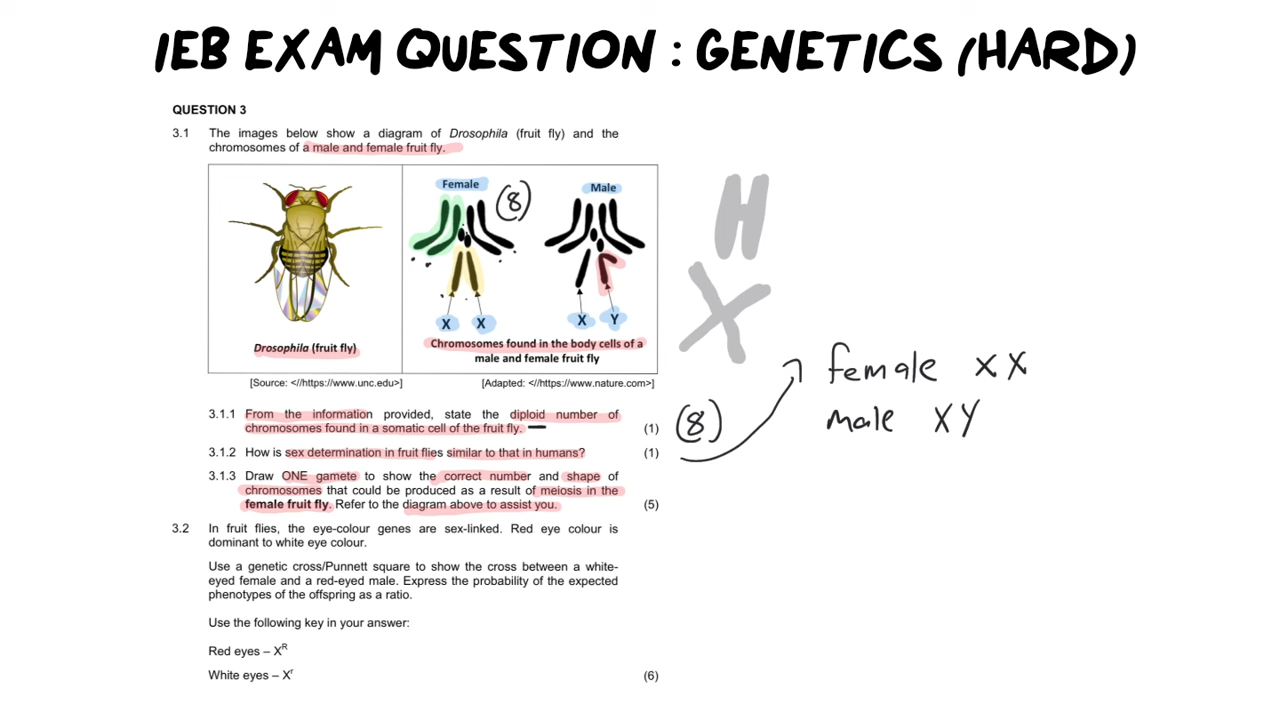 IEB EXAM QUESTION : GENETICS (HARD)
QUESTION 3
3.1 The images below show a diagram of Drosophila (fruit fly) and the
chromosomes of a male and female fruit fly.
Female (8) Male
X X X Y
Drosophila (fruit fly)
Chromosomes found in the body cells of a
male and female fruit fly
[Source: <//https://www.unc.edu>] [Adapted: <//https://www.nature.com>]
H
X
female XX
male XY
3.1.1 From the information provided, state the diploid number of
chromosomes found in a somatic cell of the fruit fly. (1) (8)
3.1.2 How is sex determination in fruit flies similar to that in humans? (1)
3.1.3 Draw ONE gamete to show the correct number and shape of
chromosomes that could be produced as a result of meiosis in the
female fruit fly. Refer to the diagram above to assist you. (5)
3.2 In fruit flies, the eye-colour genes are sex-linked. Red eye colour is
dominant to white eye colour.
Use a genetic cross/Punnett square to show the cross between a white-
eyed female and a red-eyed male. Express the probability of the expected
phenotypes of the offspring as a ratio.
Use the following key in your answer:
Red eyes – Xᴿ
White eyes – Xʳ (6)